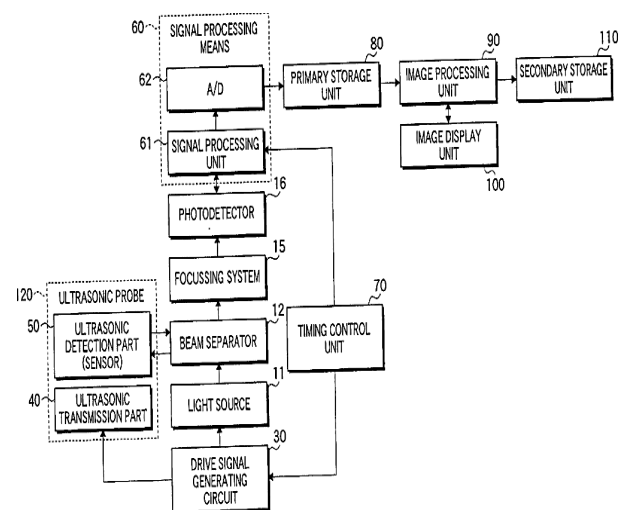 60
SIGNAL PROCESSING
MEANS
62
A/D
80
PRIMARY STORAGE
UNIT
90
IMAGE PROCESSING
UNIT
110
SECONDARY STORAGE
UNIT
61
SIGNAL PROCESSING
UNIT
IMAGE DISPLAY
UNIT
100
16
PHOTODETECTOR
15
FOCUSSING SYSTEM
120
ULTRASONIC PROBE
50
ULTRASONIC
DETECTION PART
(SENSOR)
12
BEAM SEPARATOR
70
TIMING CONTROL
UNIT
40
ULTRASONIC
TRANSMISSION PART
11
LIGHT SOURCE
30
DRIVE SIGNAL
GENERATING
CIRCUIT